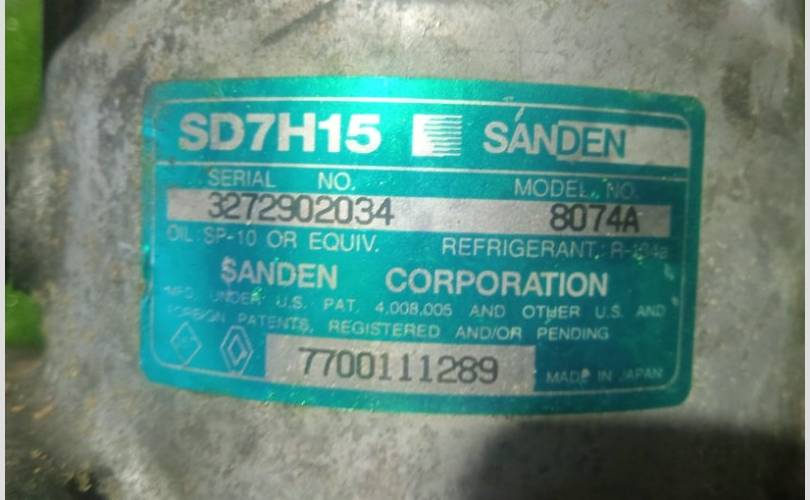 SD7H15 SANDEN
SERIAL NO. MODEL NO.
3272902034 8074A
OIL: SP-10 OR EQUIV. REFRIGERANT: R-134a
SANDEN CORPORATION
MFD. UNDER U.S. PAT. 4,008,005 AND OTHER U.S. AND
FOREIGN PATENTS, REGISTERED AND/OR PENDING
7700111289 MADE IN JAPAN